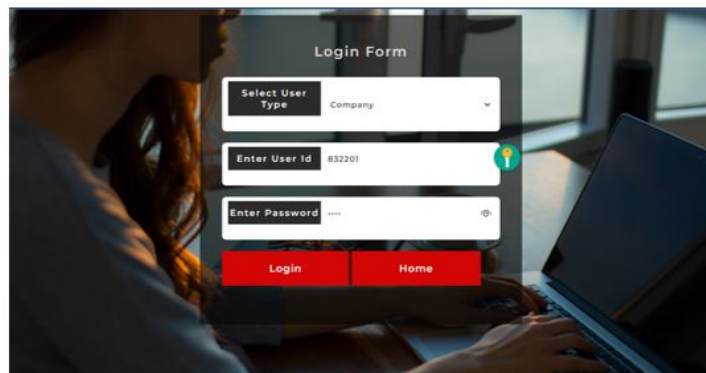 Login Form
Select User
Type
Company
Enter User Id
832201
Enter Password
....
Login
Home